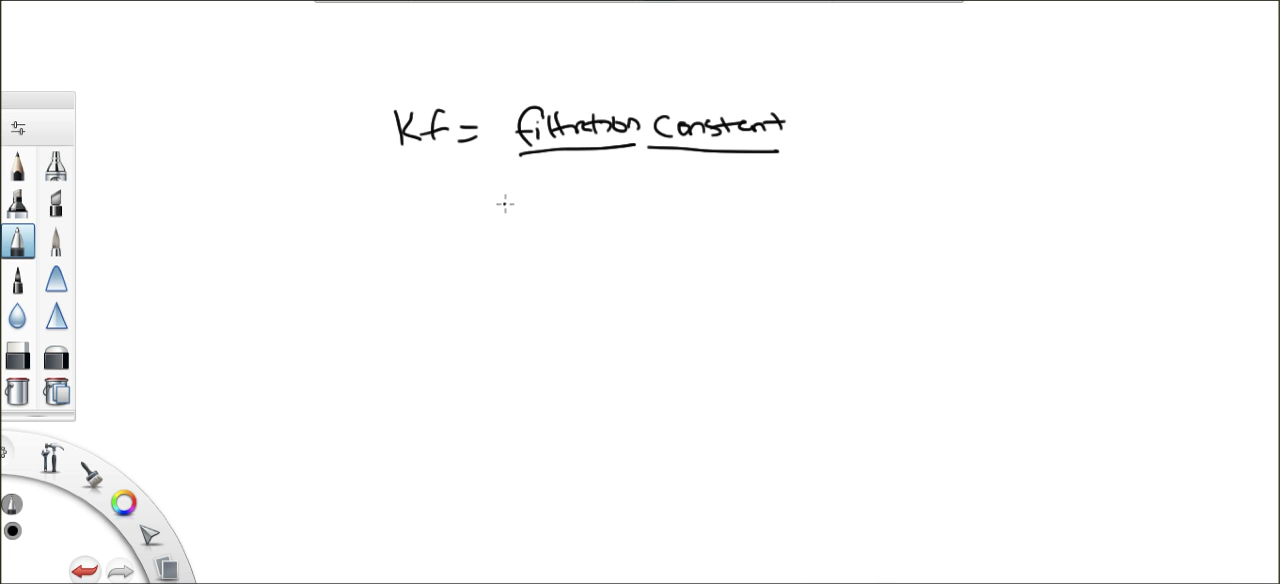 Kf = filtration constant